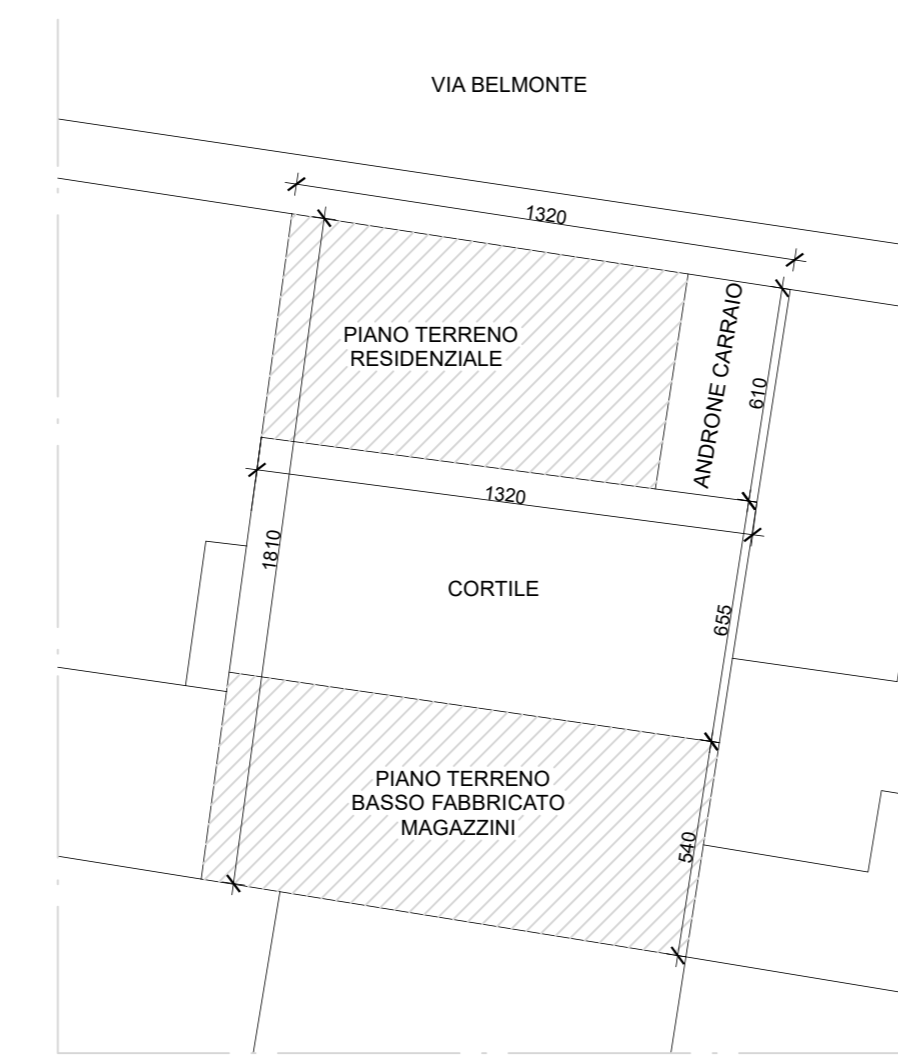 VIA BELMONTE
1320
PIANO TERRENO
RESIDENZIALE
ANDRONE CARRAIO
610
1320
1810
CORTILE
655
PIANO TERRENO
BASSO FABBRICATO
MAGAZZINI
540